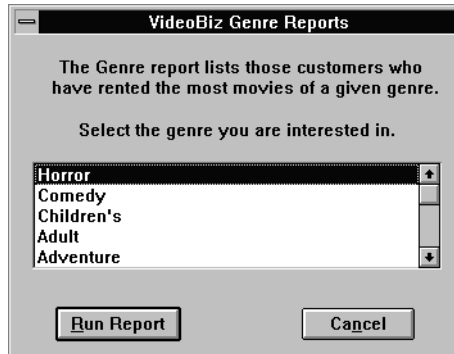 VideoBiz Genre Reports
The Genre report lists those customers who
have rented the most movies of a given genre.
Select the genre you are interested in.
Horror
Comedy
Children's
Adult
Adventure
Run Report
Cancel